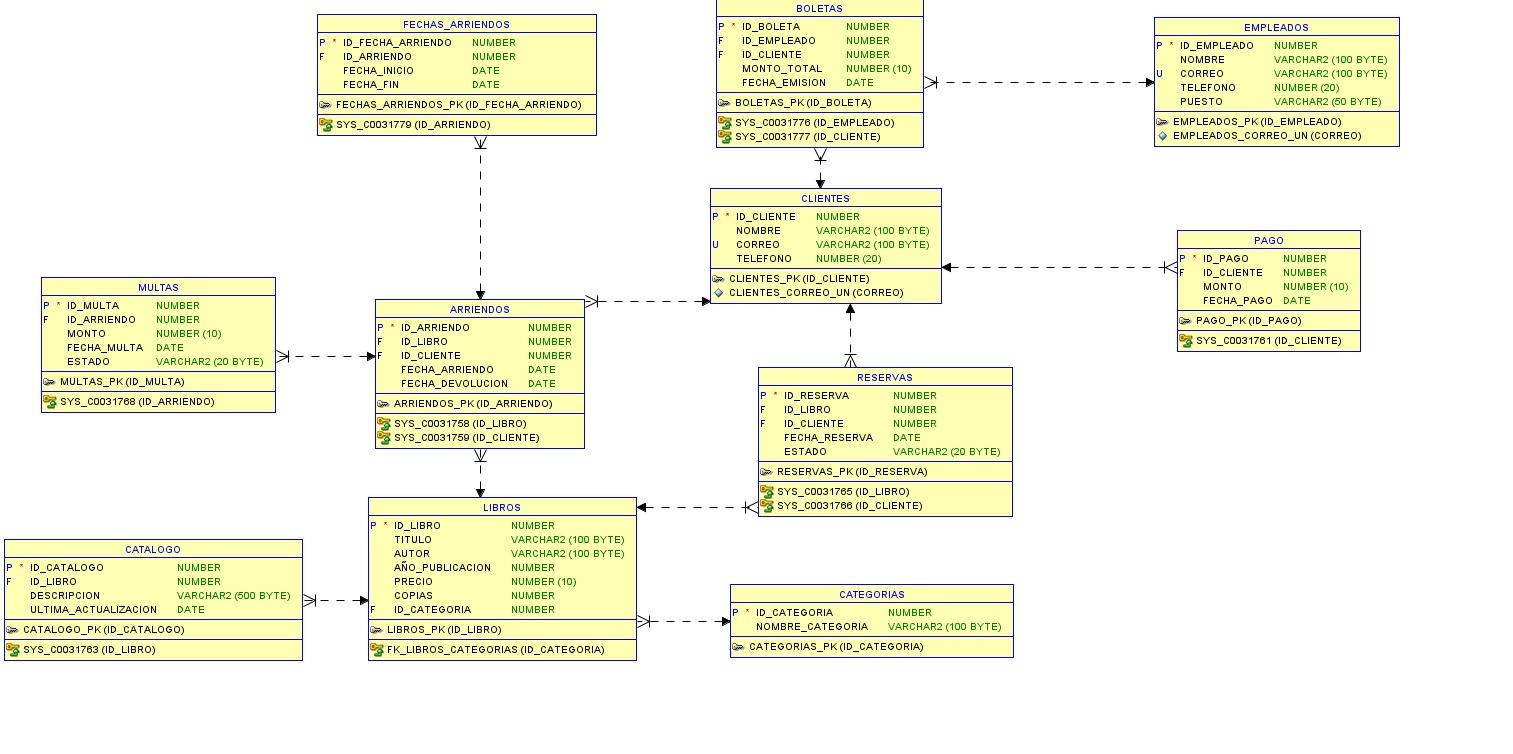 FECHAS_ARRIENDOS
P * ID_FECHA_ARRIENDO NUMBER
F ID_ARRIENDO NUMBER
FECHA_INICIO DATE
FECHA_FIN DATE
FECHAS_ARRIENDOS_PK (ID_FECHA_ARRIENDO)
SYS_C0031779 (ID_ARRIENDO)
BOLETAS
P * ID_BOLETA NUMBER
F ID_EMPLEADO NUMBER
F ID_CLIENTE NUMBER
MONTO_TOTAL NUMBER (10)
FECHA_EMISION DATE
BOLETAS_PK (ID_BOLETA)
SYS_C0031776 (ID_EMPLEADO)
SYS_C0031777 (ID_CLIENTE)
EMPLEADOS
P * ID_EMPLEADO NUMBER
NOMBRE VARCHAR2 (100 BYTE)
U CORREO VARCHAR2 (100 BYTE)
TELEFONO NUMBER (20)
PUESTO VARCHAR2 (50 BYTE)
EMPLEADOS_PK (ID_EMPLEADO)
EMPLEADOS_CORREO_UN (CORREO)
CLIENTES
P * ID_CLIENTE NUMBER
NOMBRE VARCHAR2 (100 BYTE)
U CORREO VARCHAR2 (100 BYTE)
TELEFONO NUMBER (20)
CLIENTES_PK (ID_CLIENTE)
CLIENTES_CORREO_UN (CORREO)
PAGO
P * ID_PAGO NUMBER
F ID_CLIENTE NUMBER
MONTO NUMBER (10)
FECHA_PAGO DATE
PAGO_PK (ID_PAGO)
SYS_C0031761 (ID_CLIENTE)
MULTAS
P * ID_MULTA NUMBER
F ID_ARRIENDO NUMBER
MONTO NUMBER (10)
FECHA_MULTA DATE
ESTADO VARCHAR2 (20 BYTE)
MULTAS_PK (ID_MULTA)
SYS_C0031768 (ID_ARRIENDO)
ARRIENDOS
P * ID_ARRIENDO NUMBER
F ID_LIBRO NUMBER
F ID_CLIENTE NUMBER
FECHA_ARRIENDO DATE
FECHA_DEVOLUCION DATE
ARRIENDOS_PK (ID_ARRIENDO)
SYS_C0031758 (ID_LIBRO)
SYS_C0031759 (ID_CLIENTE)
RESERVAS
P * ID_RESERVA NUMBER
F ID_LIBRO NUMBER
F ID_CLIENTE NUMBER
FECHA_RESERVA DATE
ESTADO VARCHAR2 (20 BYTE)
RESERVAS_PK (ID_RESERVA)
SYS_C0031765 (ID_LIBRO)
SYS_C0031766 (ID_CLIENTE)
LIBROS
P * ID_LIBRO NUMBER
TITULO VARCHAR2 (100 BYTE)
AUTOR VARCHAR2 (100 BYTE)
AÑO_PUBLICACION NUMBER
PRECIO NUMBER (10)
COPIAS NUMBER
F ID_CATEGORIA NUMBER
LIBROS_PK (ID_LIBRO)
FK_LIBROS_CATEGORIAS (ID_CATEGORIA)
CATALOGO
P * ID_CATALOGO NUMBER
F ID_LIBRO NUMBER
DESCRIPCION VARCHAR2 (500 BYTE)
ULTIMA_ACTUALIZACION DATE
CATALOGO_PK (ID_CATALOGO)
SYS_C0031763 (ID_LIBRO)
CATEGORIAS
P * ID_CATEGORIA NUMBER
NOMBRE_CATEGORIA VARCHAR2 (100 BYTE)
CATEGORIAS_PK (ID_CATEGORIA)